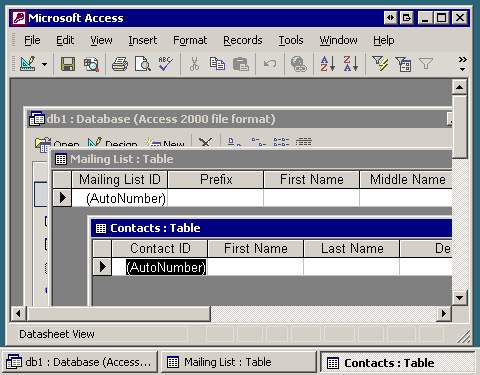 Microsoft Access
File Edit View Insert Format Records Tools Window Help
db1 : Database (Access 2000 file format)
Open Design New
Mailing List : Table
Mailing List ID Prefix First Name Middle Name
(AutoNumber)
Contacts : Table
Contact ID First Name Last Name De
(AutoNumber)
Datasheet View
db1 : Database (Access... Mailing List : Table Contacts : Table